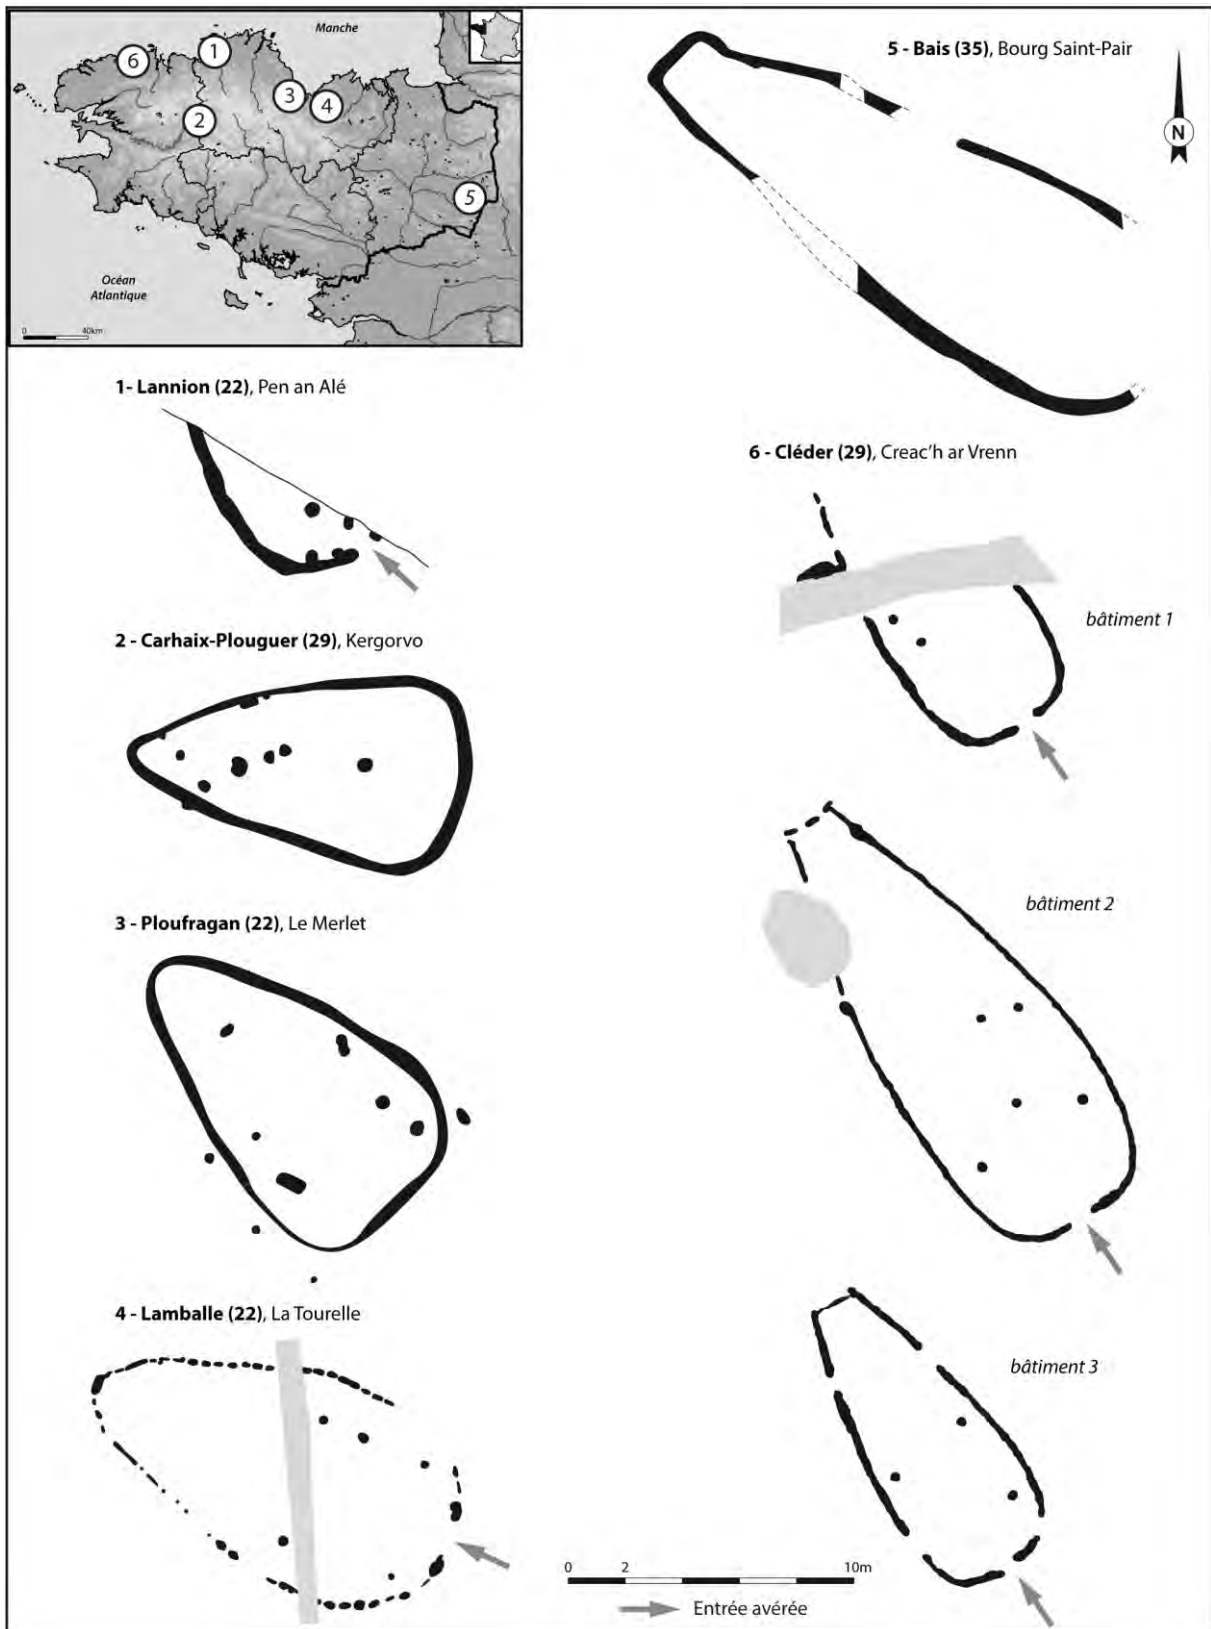 Manche
6
1
3
4
2
5
Océan
Atlantique
0
40km
5 - Bais (35), Bourg Saint-Pair
N
1- Lannion (22), Pen an Alé
6 - Cléder (29), Creac'h ar Vrenn
bâtiment 1
2 - Carhaix-Plouguer (29), Kergorvo
bâtiment 2
3 - Ploufragan (22), Le Merlet
4 - Lamballe (22), La Tourelle
bâtiment 3
0 2 10m
Entrée avérée